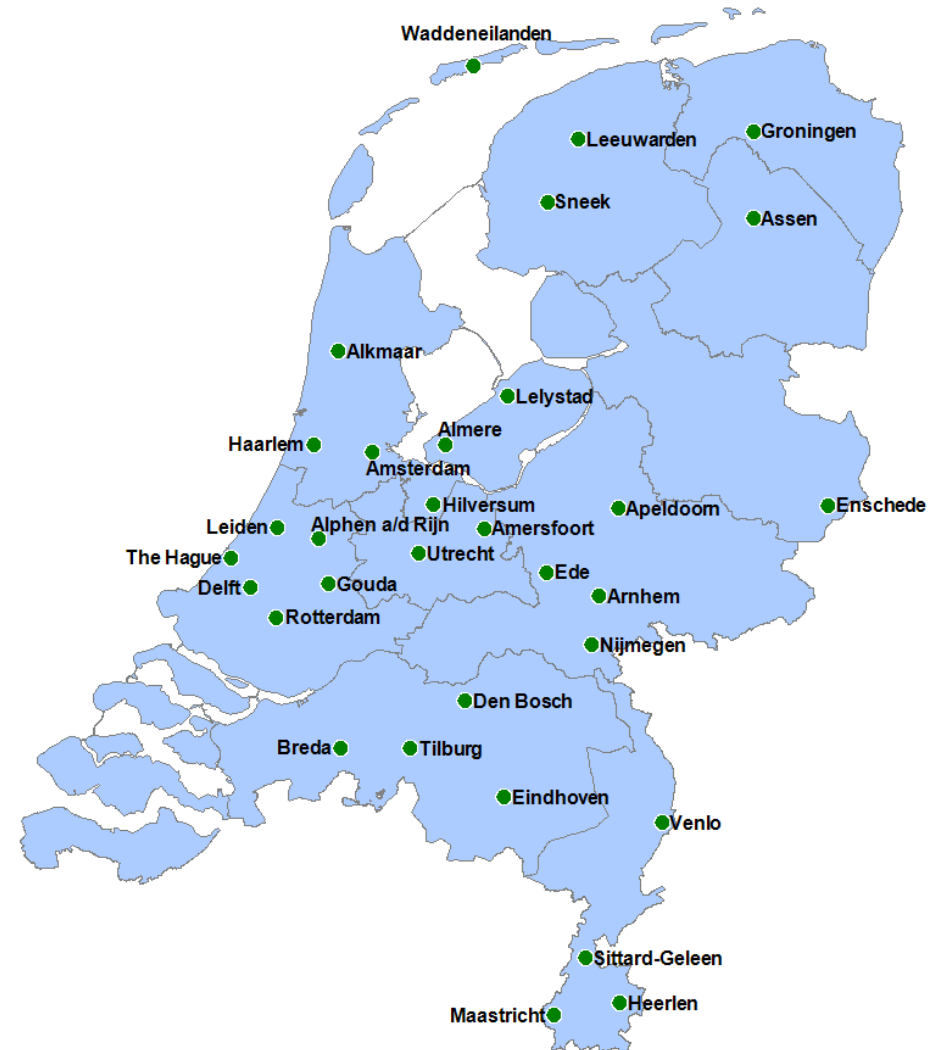 Waddeneilanden
Groningen
Leeuwarden
Sneek
Assen
Alkmaar
Lelystad
Almere
Haarlem
Amsterdam
Hilversum
Apeldoorn
Enschede
Leiden
Alphen a/d Rijn
Amersfoort
The Hague
Utrecht
Ede
Delft
Gouda
Arnhem
Rotterdam
Nijmegen
Den Bosch
Breda
Tilburg
Eindhoven
Venlo
Sittard-Geleen
Heerlen
Maastricht